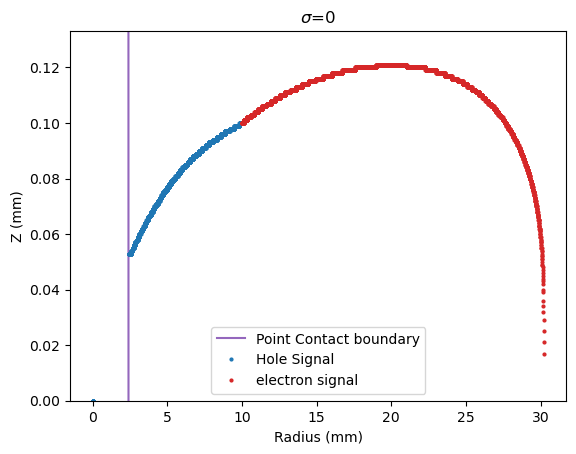 σ=0
Z (mm)
0.12
0.10
0.08
0.06
0.04
0.02
0.00
Point Contact boundary
Hole Signal
electron signal
0
5
10
15
20
25
30
Radius (mm)